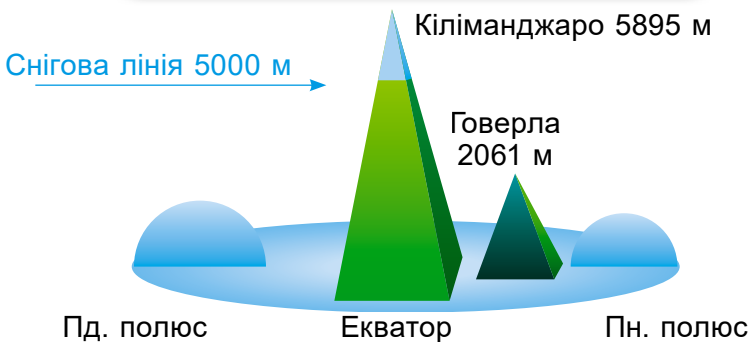 Кіліманджаро 5895 м
Снігова лінія 5000 м
Говерла
2061 м
Пд. полюс
Екватор
Пн. полюс